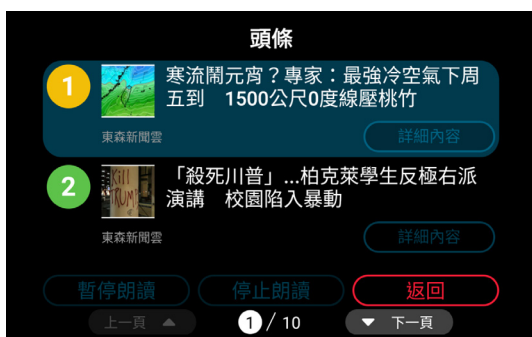 頭條
1
寒流鬧元宵？專家：最強冷空氣下周
五到　1500公尺0度線壓桃竹
東森新聞雲
詳細內容
2
Kill
TRUMP
「殺死川普」...柏克萊學生反極右派
演講　校園陷入暴動
東森新聞雲
詳細內容
暫停朗讀
停止朗讀
返回
上一頁
1 / 10
下一頁